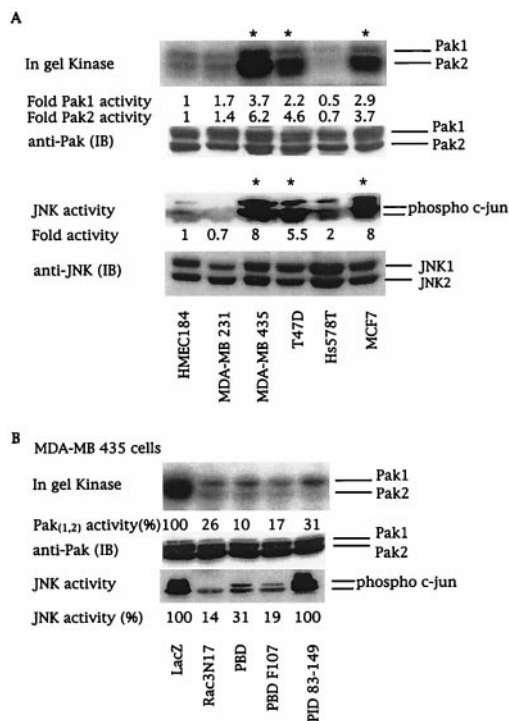 A
* * *
In gel Kinase
Pak1
Pak2
Fold Pak1 activity 1 1.7 3.7 2.2 0.5 2.9
Fold Pak2 activity 1 1.4 6.2 4.6 0.7 3.7
anti-Pak (IB)
Pak1
Pak2
* * *
JNK activity
phospho c-jun
Fold activity 1 0.7 8 5.5 2 8
anti-JNK (IB)
JNK1
JNK2
HMEC184
MDA-MB 231
MDA-MB 435
T47D
Hs578T
MCF7
B
MDA-MB 435 cells
In gel Kinase
Pak1
Pak2
Pak(1,2) activity(%) 100 26 10 17 31
anti-Pak (IB)
Pak1
Pak2
JNK activity
phospho c-jun
JNK activity (%) 100 14 31 19 100
LacZ
Rac3N17
PBD
PBD F107
PID 83-149